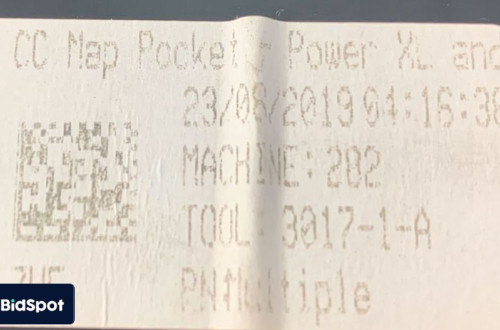 CC Map Pockets Power XL and
23/08/2019 04:16:38
MACHINE: 282
TOOL: 3017-1-A
PN:Multiple
BidSpot